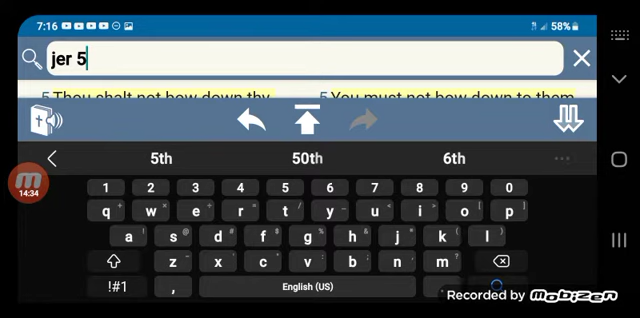 7:16 58%
jer 5
5 Thou shalt not bow down thy 5 You must not bow down to them
5th 50th 6th
14:34
1 2 3 4 5 6 7 8 9 0
q w e r t y u i o p
a s d f g h j k l
z x c v b n m
!#1 , English (US)
Recorded by MOBIZEN